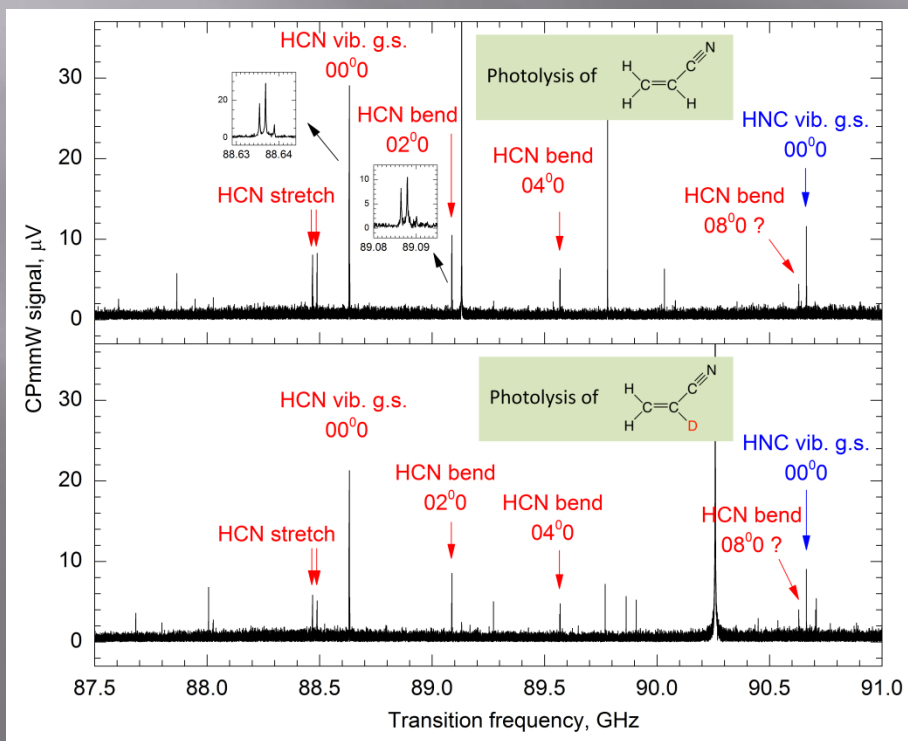 HCN vib. g.s.
00⁰0
Photolysis of
N
C
H
C C
H H
20
0
88.63 88.64
HCN bend
02⁰0
HNC vib. g.s.
00⁰0
HCN bend
04⁰0
HCN stretch
10
5
0
89.08 89.09
HCN bend
08⁰0 ?
30
20
10
0
CPmmW signal, μV
Photolysis of
N
C
H
C C
H D
HCN vib. g.s.
00⁰0
HNC vib. g.s.
00⁰0
HCN bend
02⁰0
HCN bend
04⁰0
HCN bend
08⁰0 ?
HCN stretch
30
20
10
0
87.5 88.0 88.5 89.0 89.5 90.0 90.5 91.0
Transition frequency, GHz